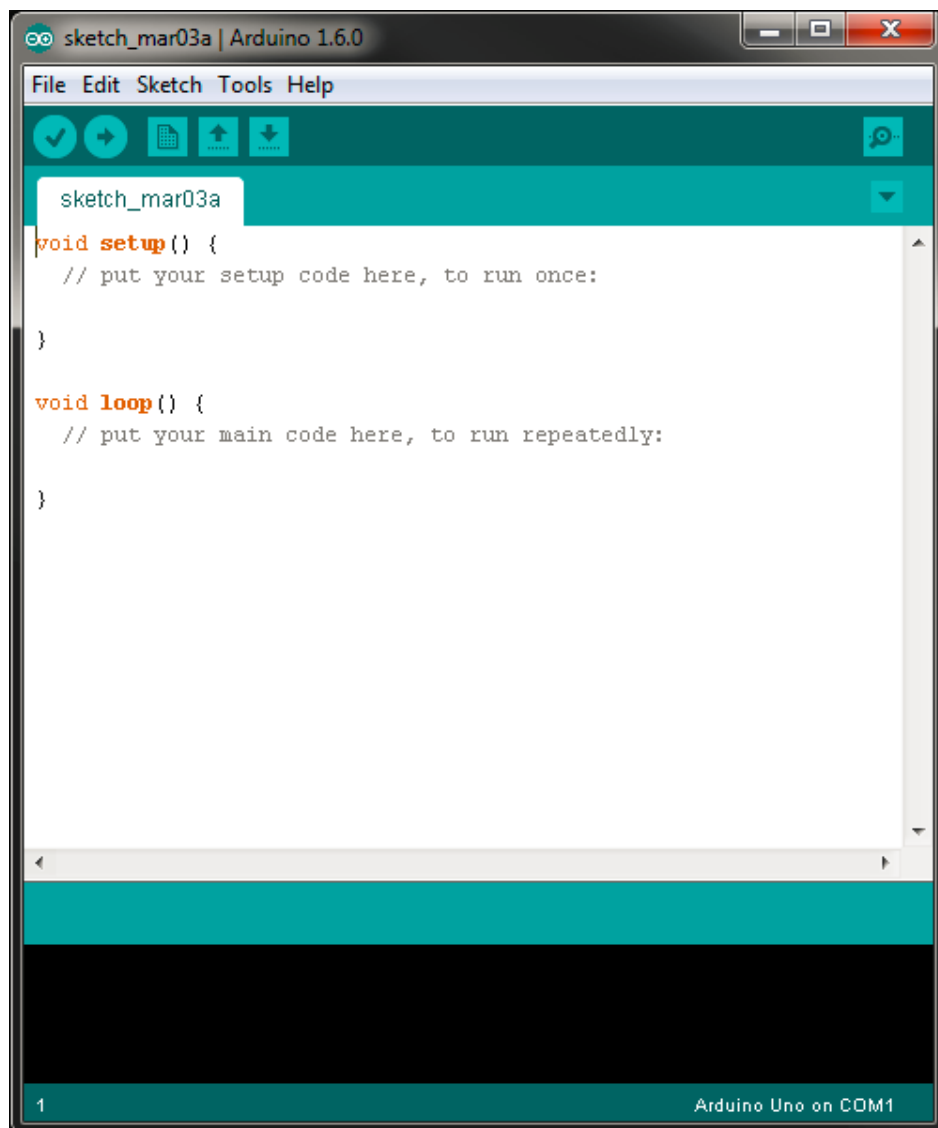 sketch_mar03a | Arduino 1.6.0
File Edit Sketch Tools Help
sketch_mar03a
void setup() {
  // put your setup code here, to run once:
}
void loop() {
  // put your main code here, to run repeatedly:
}
1 Arduino Uno on COM1